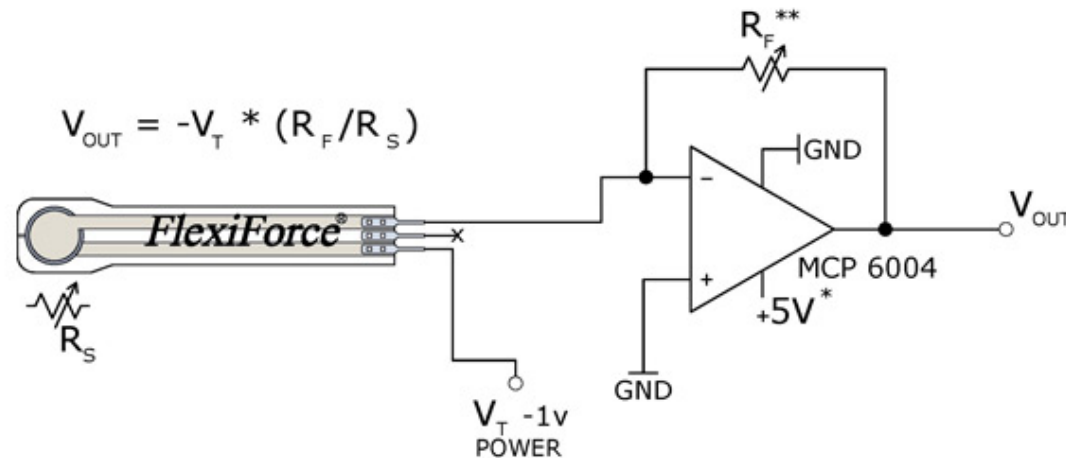 R_F **
V_OUT = -V_T * (R_F/R_S)
GND
−
FlexiForce®
V_OUT
MCP 6004
+
+5V*
R_S
GND
V_T -1v
POWER